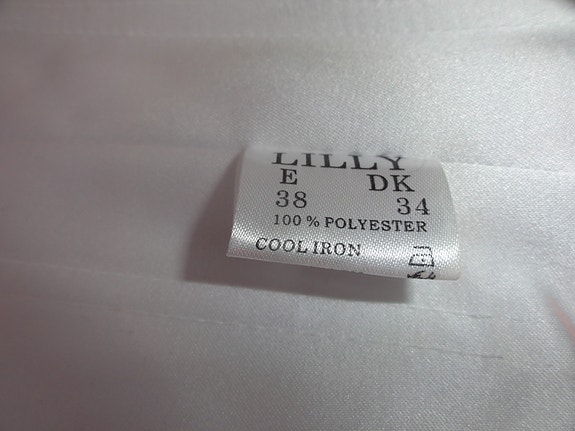 LILLY
E DK
38 34
100 % POLYESTER
COOL IRON